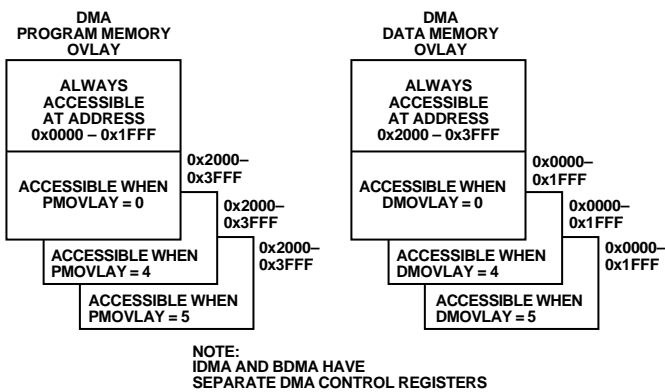 DMA
PROGRAM MEMORY
OVLAY
ALWAYS
ACCESSIBLE
AT ADDRESS
0x0000 – 0x1FFF
0x2000–
0x3FFF
ACCESSIBLE WHEN
PMOVLAY = 0
0x2000–
0x3FFF
0x2000–
0x3FFF
ACCESSIBLE WHEN
PMOVLAY = 4
ACCESSIBLE WHEN
PMOVLAY = 5
DMA
DATA MEMORY
OVLAY
ALWAYS
ACCESSIBLE
AT ADDRESS
0x2000 – 0x3FFF
0x0000–
0x1FFF
ACCESSIBLE WHEN
DMOVLAY = 0
0x0000–
0x1FFF
0x0000–
0x1FFF
ACCESSIBLE WHEN
DMOVLAY = 4
ACCESSIBLE WHEN
DMOVLAY = 5
NOTE:
IDMA AND BDMA HAVE
SEPARATE DMA CONTROL REGISTERS